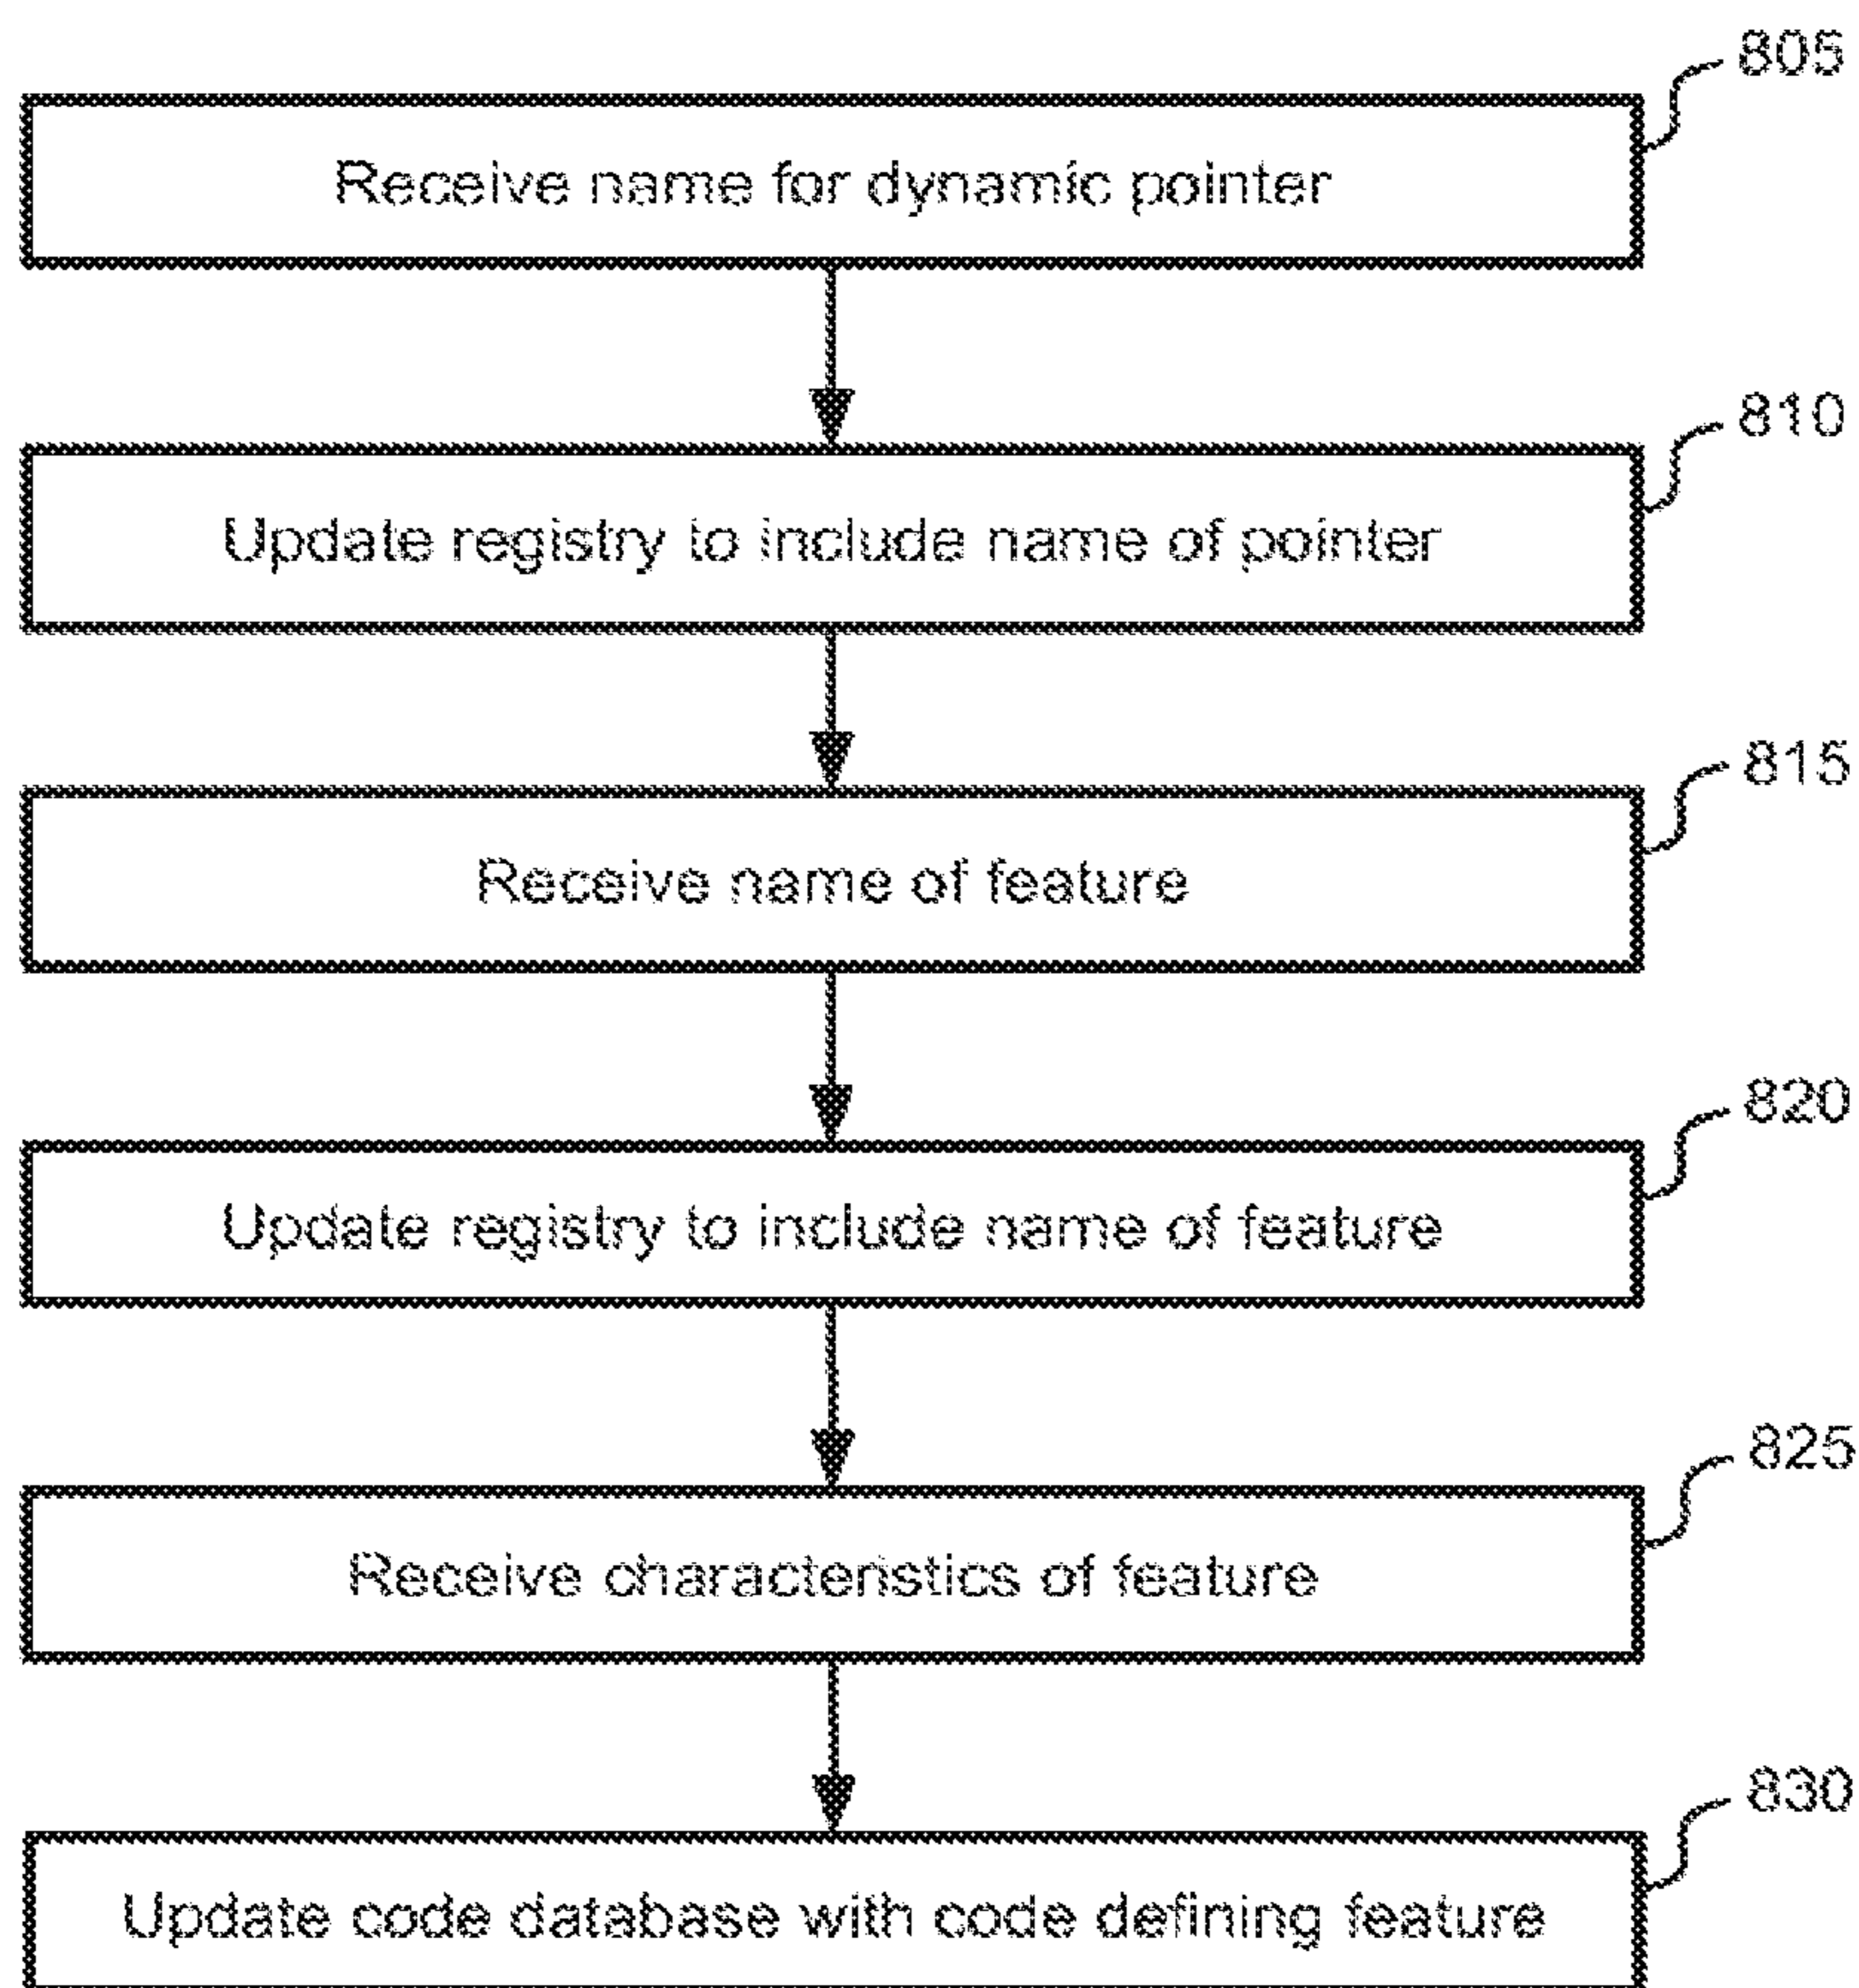 805
Receive name for dynamic pointer
810
Update registry to include name of pointer
815
Receive name of feature
820
Update registry to include name of feature
825
Receive characteristics of feature
830
Update code database with code defining feature